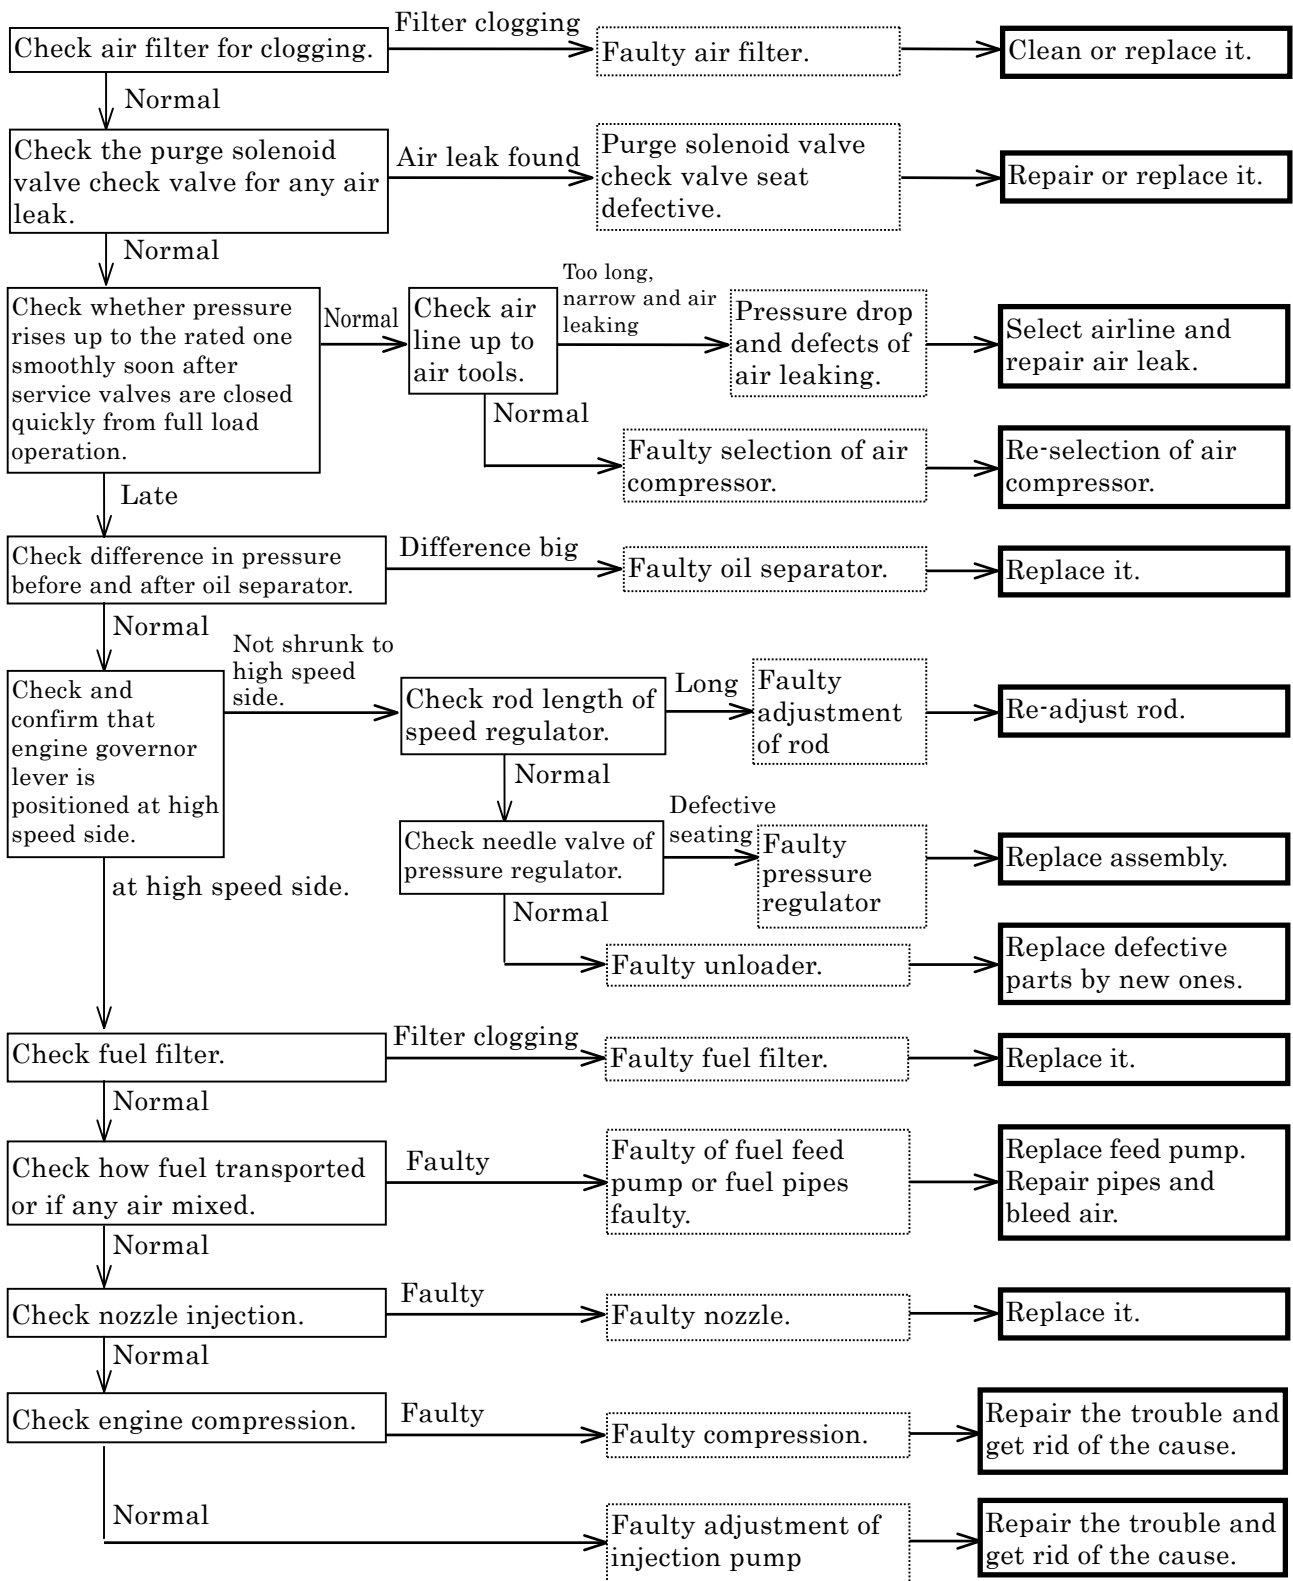 Filter clogging
Check air filter for clogging.
Faulty air filter.
Clean or replace it.
Normal
Check the purge solenoid
valve check valve for any air
leak.
Air leak found
Purge solenoid valve
check valve seat
defective.
Repair or replace it.
Normal
Check whether pressure
rises up to the rated one
smoothly soon after
service valves are closed
quickly from full load
operation.
Normal
Check air
line up to
air tools.
Too long,
narrow and air
leaking
Pressure drop
and defects of
air leaking.
Select airline and
repair air leak.
Normal
Faulty selection of air
compressor.
Re-selection of air
compressor.
Late
Check difference in pressure
before and after oil separator.
Difference big
Faulty oil separator.
Replace it.
Normal
Check and
confirm that
engine governor
lever is
positioned at high
speed side.
Not shrunk to
high speed
side.
Check rod length of
speed regulator.
Long
Faulty
adjustment
of rod
Re-adjust rod.
Normal
Check needle valve of
pressure regulator.
Defective
seating
Faulty
pressure
regulator
Replace assembly.
at high speed side.
Normal
Faulty unloader.
Replace defective
parts by new ones.
Check fuel filter.
Filter clogging
Faulty fuel filter.
Replace it.
Normal
Check how fuel transported
or if any air mixed.
Faulty
Faulty of fuel feed
pump or fuel pipes
faulty.
Replace feed pump.
Repair pipes and
bleed air.
Normal
Check nozzle injection.
Faulty
Faulty nozzle.
Replace it.
Normal
Check engine compression.
Faulty
Faulty compression.
Repair the trouble and
get rid of the cause.
Normal
Faulty adjustment of
injection pump
Repair the trouble and
get rid of the cause.